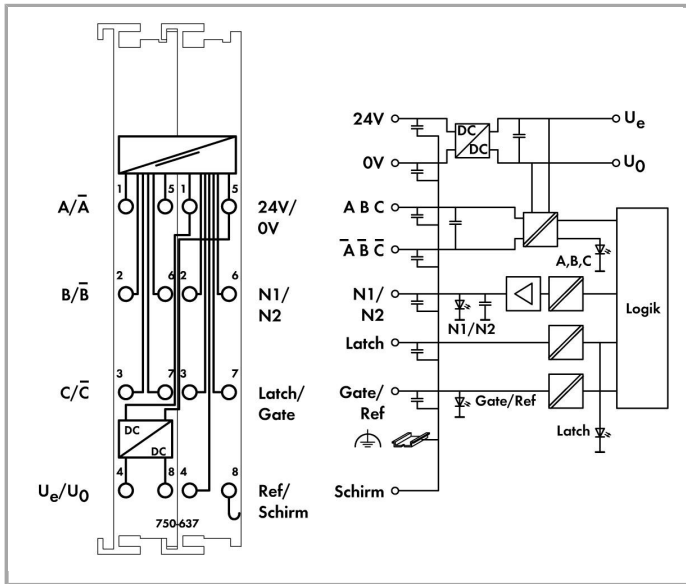 1 5 1 5
A/A̅
24V/
0V
2 6 2 6
B/B̅
N1/
N2
3 7 3 7
C/C̅
Latch/
Gate
DC
DC
4 8 4 8
Ue/U0
Ref/
Schirm
750-637
24V
DC
DC
Ue
0V
U0
A B C
A̅ B̅ C̅
A,B,C
N1/
N2
N1/N2
Logik
Latch
Gate/
Ref
Gate/Ref
Latch
Schirm